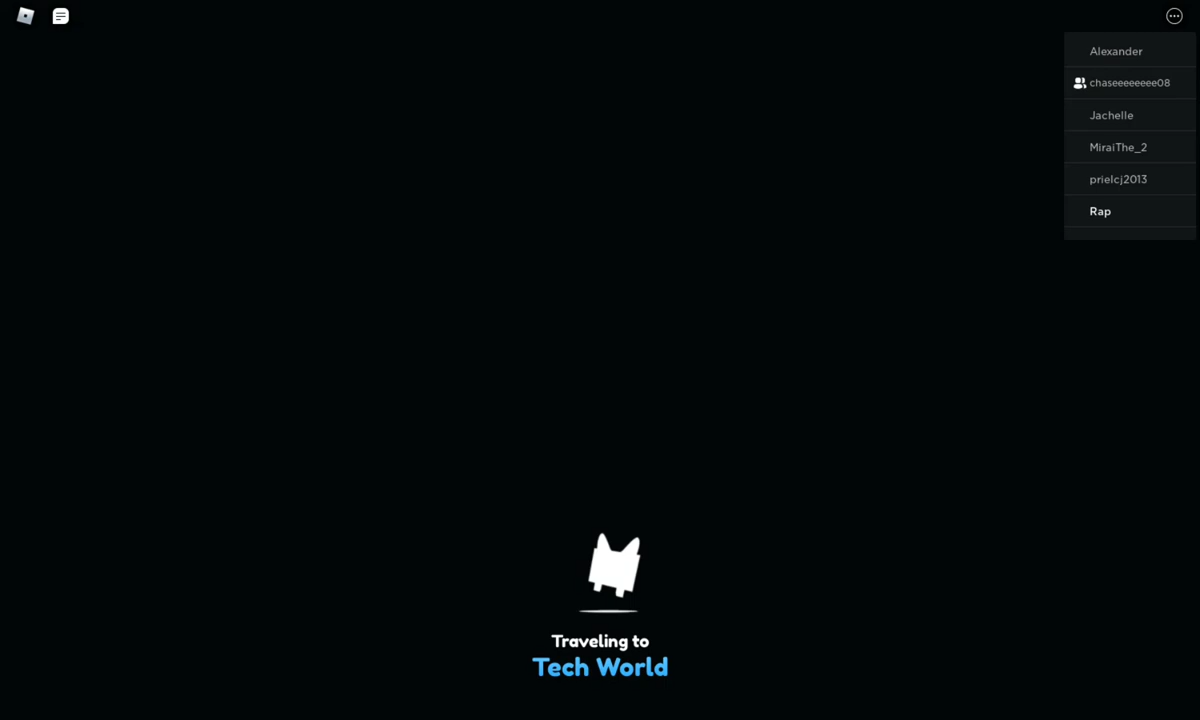 Alexander
chaseeeeeeee08
Jachelle
MiraiThe_2
prielcj2013
Rap
Traveling to
Tech World